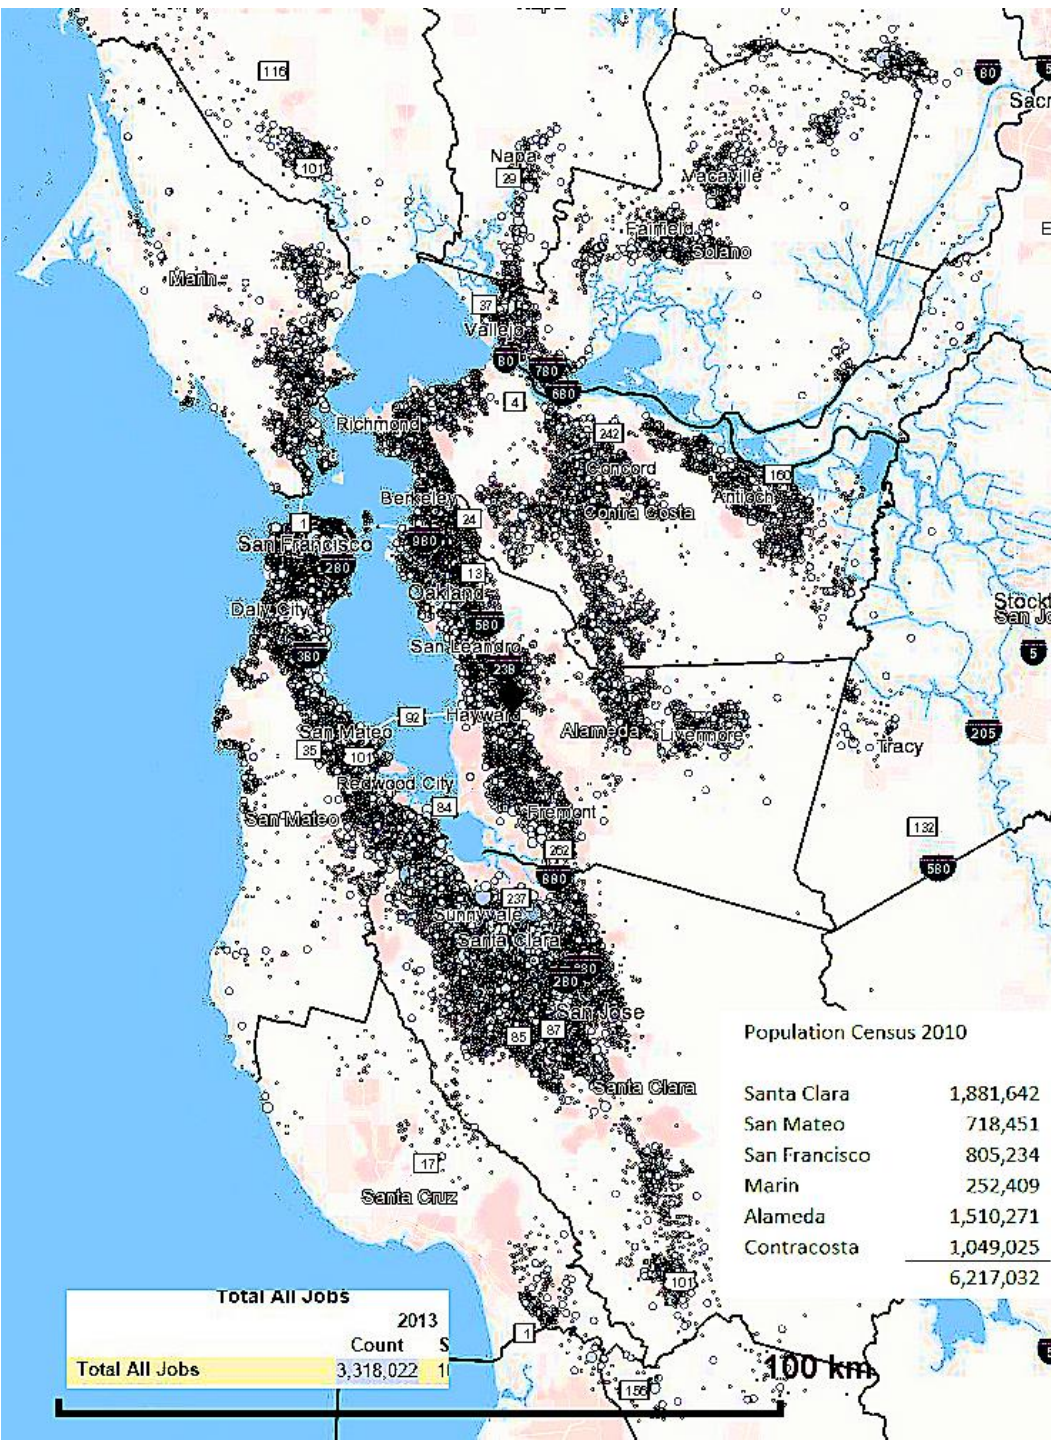 116
80
Sacr
101
Napa
29
Vacaville
Fairfield
Solano
Marin
37
Vallejo
80
780
680
4
Richmond
242
Concord
160
Antioch
Berkeley
Contra Costa
1
24
San Francisco
980
280
13
Oakland
Daly City
580
Stockt
San Jo
San Leandro
380
238
5
92
Hayward
San Mateo
Alameda
Livermore
205
35
101
Tracy
Redwood City
84
San Mateo
Fremont
132
262
580
880
237
Sunnyvale
Santa Clara
280
San Jose
85
87
Santa Clara
17
Santa Cruz
101
1
156
Population Census 2010
Santa Clara 1,881,642
San Mateo 718,451
San Francisco 805,234
Marin 252,409
Alameda 1,510,271
Contracosta 1,049,025
6,217,032
Total All Jobs
2013
Count S
Total All Jobs 3,318,022 1
100 km